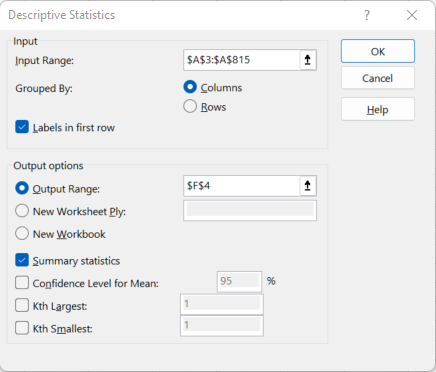 Descriptive Statistics ? ×
Input
Input Range: $A$3:$A$815
OK
Grouped By: Columns
Cancel
Rows
Help
Labels in first row
Output options
Output Range: $F$4
New Worksheet Ply:
New Workbook
Summary statistics
Confidence Level for Mean: 95 %
Kth Largest: 1
Kth Smallest: 1